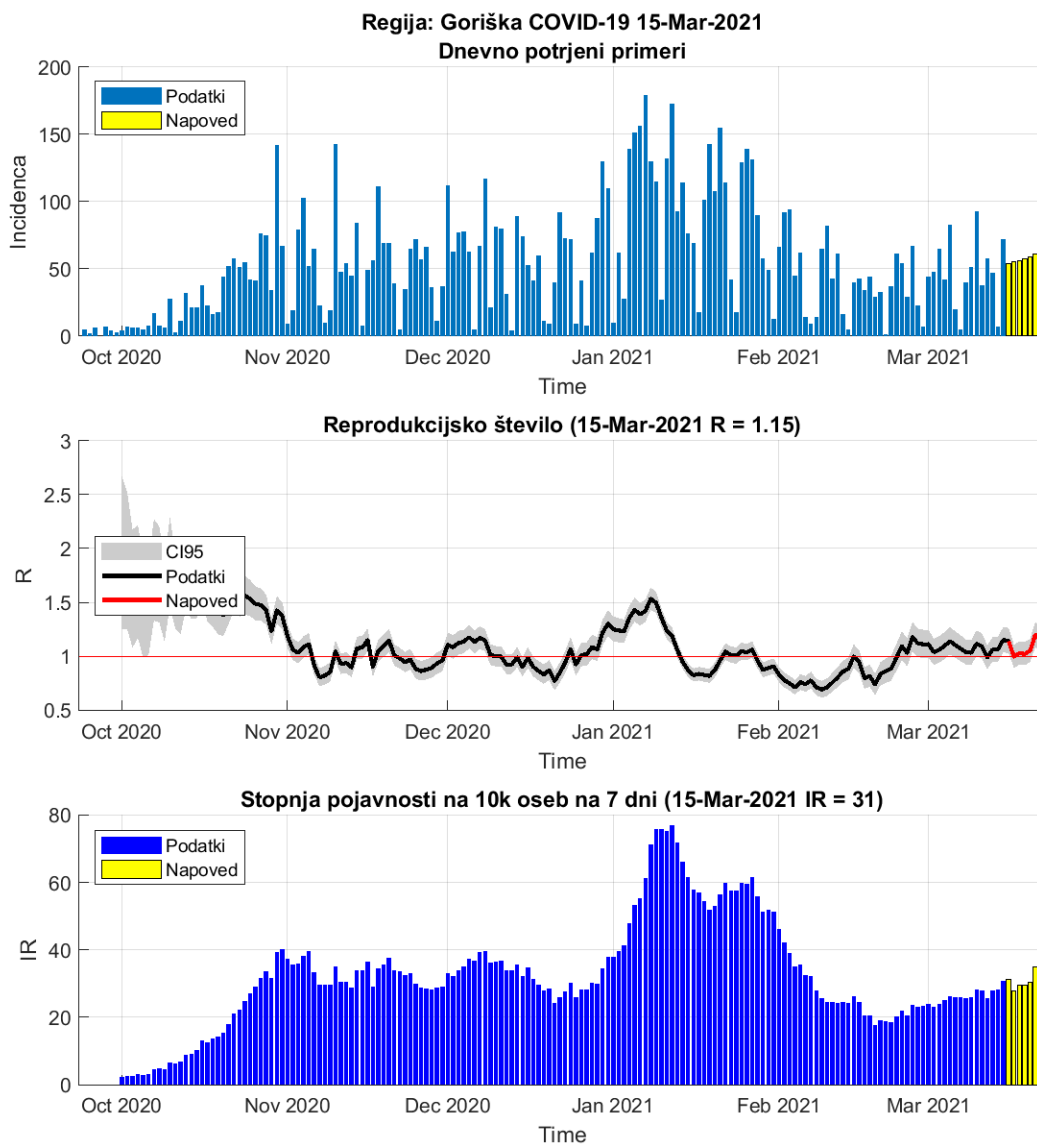 Regija: Goriška COVID-19 15-Mar-2021
Dnevno potrjeni primeri
200
150
100
50
0
Incidenca
Podatki
Napoved
Oct 2020 Nov 2020 Dec 2020 Jan 2021 Feb 2021 Mar 2021
Time
Reprodukcijsko število (15-Mar-2021 R = 1.15)
3
2.5
2
1.5
1
0.5
R
CI95
Podatki
Napoved
Oct 2020 Nov 2020 Dec 2020 Jan 2021 Feb 2021 Mar 2021
Time
Stopnja pojavnosti na 10k oseb na 7 dni (15-Mar-2021 IR = 31)
80
60
40
20
0
IR
Podatki
Napoved
Oct 2020 Nov 2020 Dec 2020 Jan 2021 Feb 2021 Mar 2021
Time